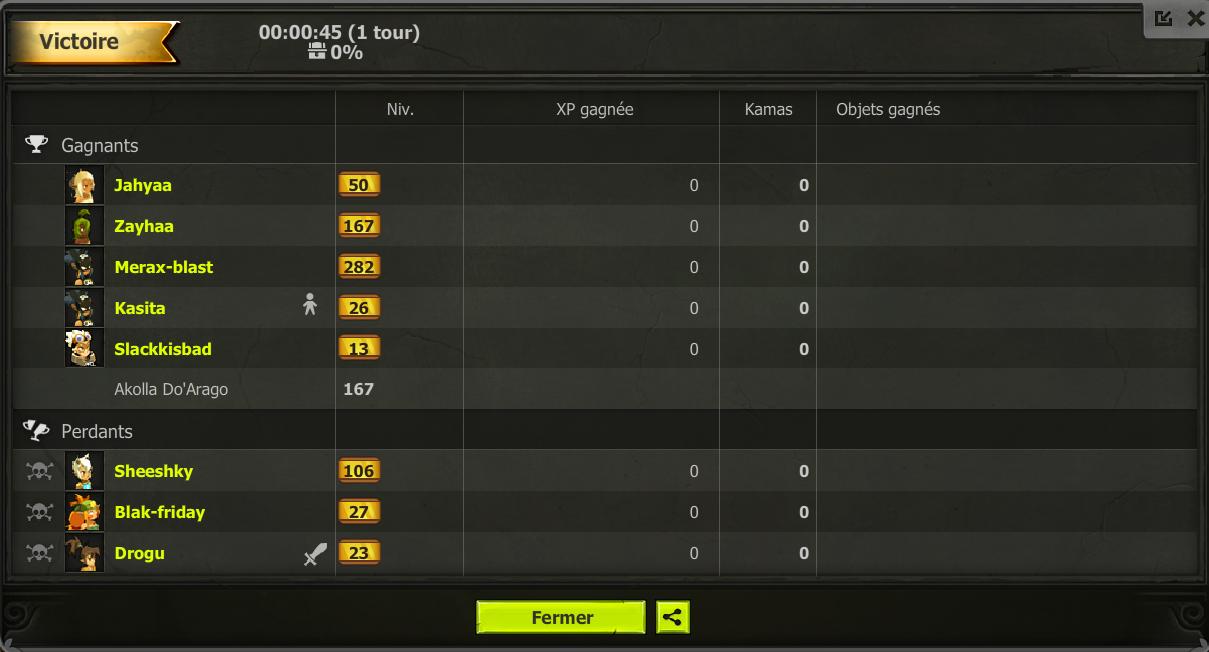 Victoire
00:00:45 (1 tour)
0%
Niv. XP gagnée Kamas Objets gagnés
Gagnants
Jahyaa 50 0 0
Zayhaa 167 0 0
Merax-blast 282 0 0
Kasita 26 0 0
Slackkisbad 13 0 0
Akolla Do'Arago 167
Perdants
Sheeshky 106 0 0
Blak-friday 27 0 0
Drogu 23 0 0
Fermer